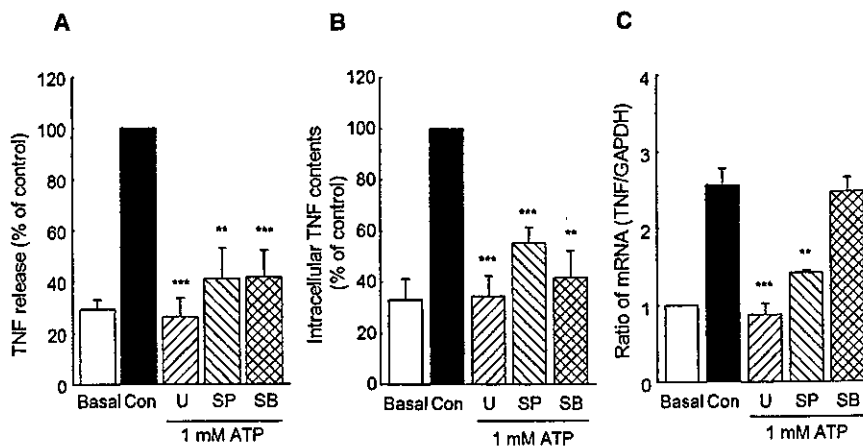 A
B
C
TNF release (% of control)
120
100
80
60
40
20
0
***
**
***
Basal Con U SP SB
1 mM ATP
Intracellular TNF contents
(% of control)
120
100
80
60
40
20
0
***
***
**
Basal Con U SP SB
1 mM ATP
Ratio of mRNA (TNF/GAPDH)
4
3
2
1
0
***
**
Basal Con U SP SB
1 mM ATP